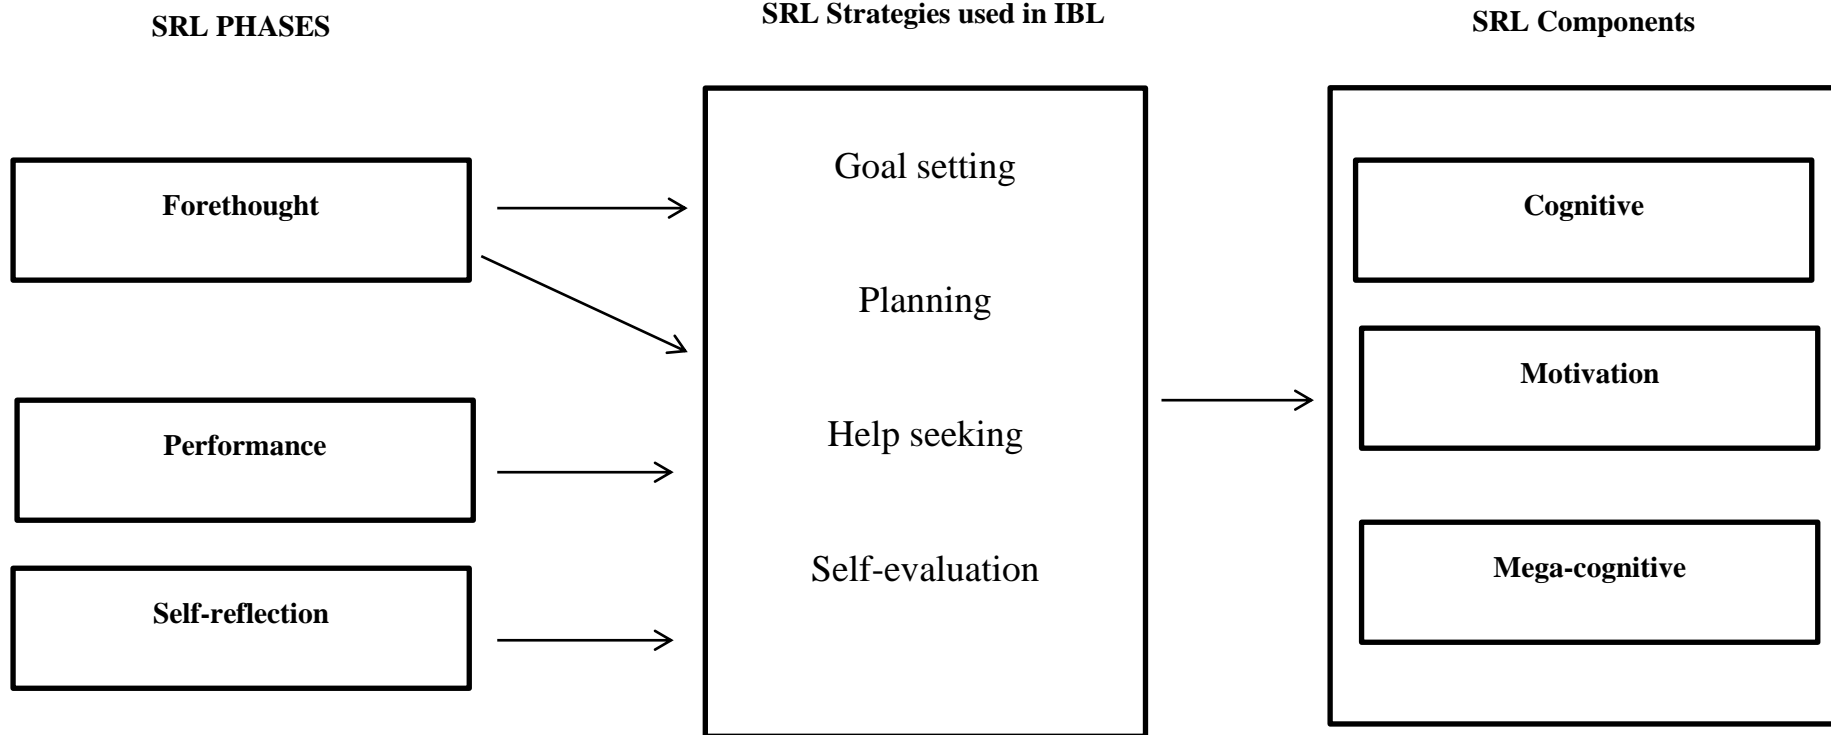 SRL PHASES
SRL Strategies used in IBL
SRL Components
Forethought
Performance
Self-reflection
Goal setting
Planning
Help seeking
Self-evaluation
Cognitive
Motivation
Mega-cognitive